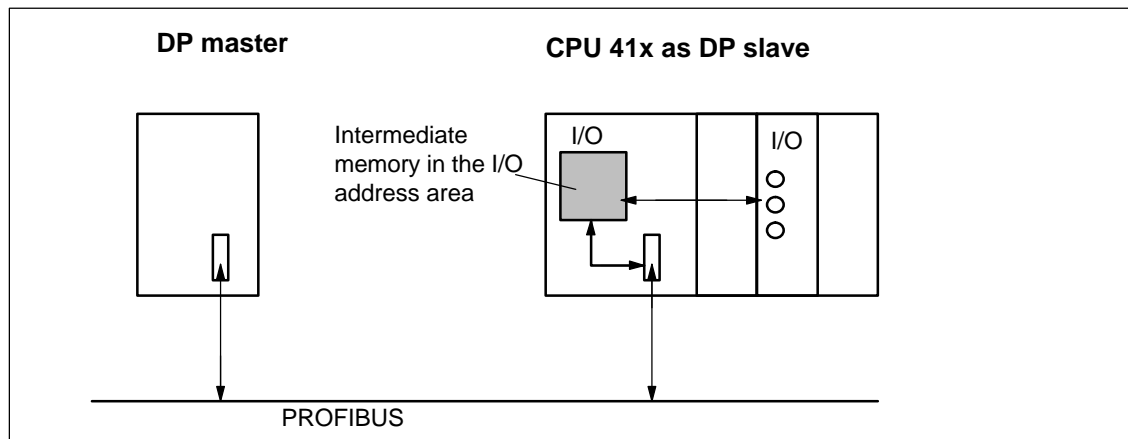 DP master
CPU 41x as DP slave
Intermediate
memory in the I/O
address area
I/O
I/O
PROFIBUS